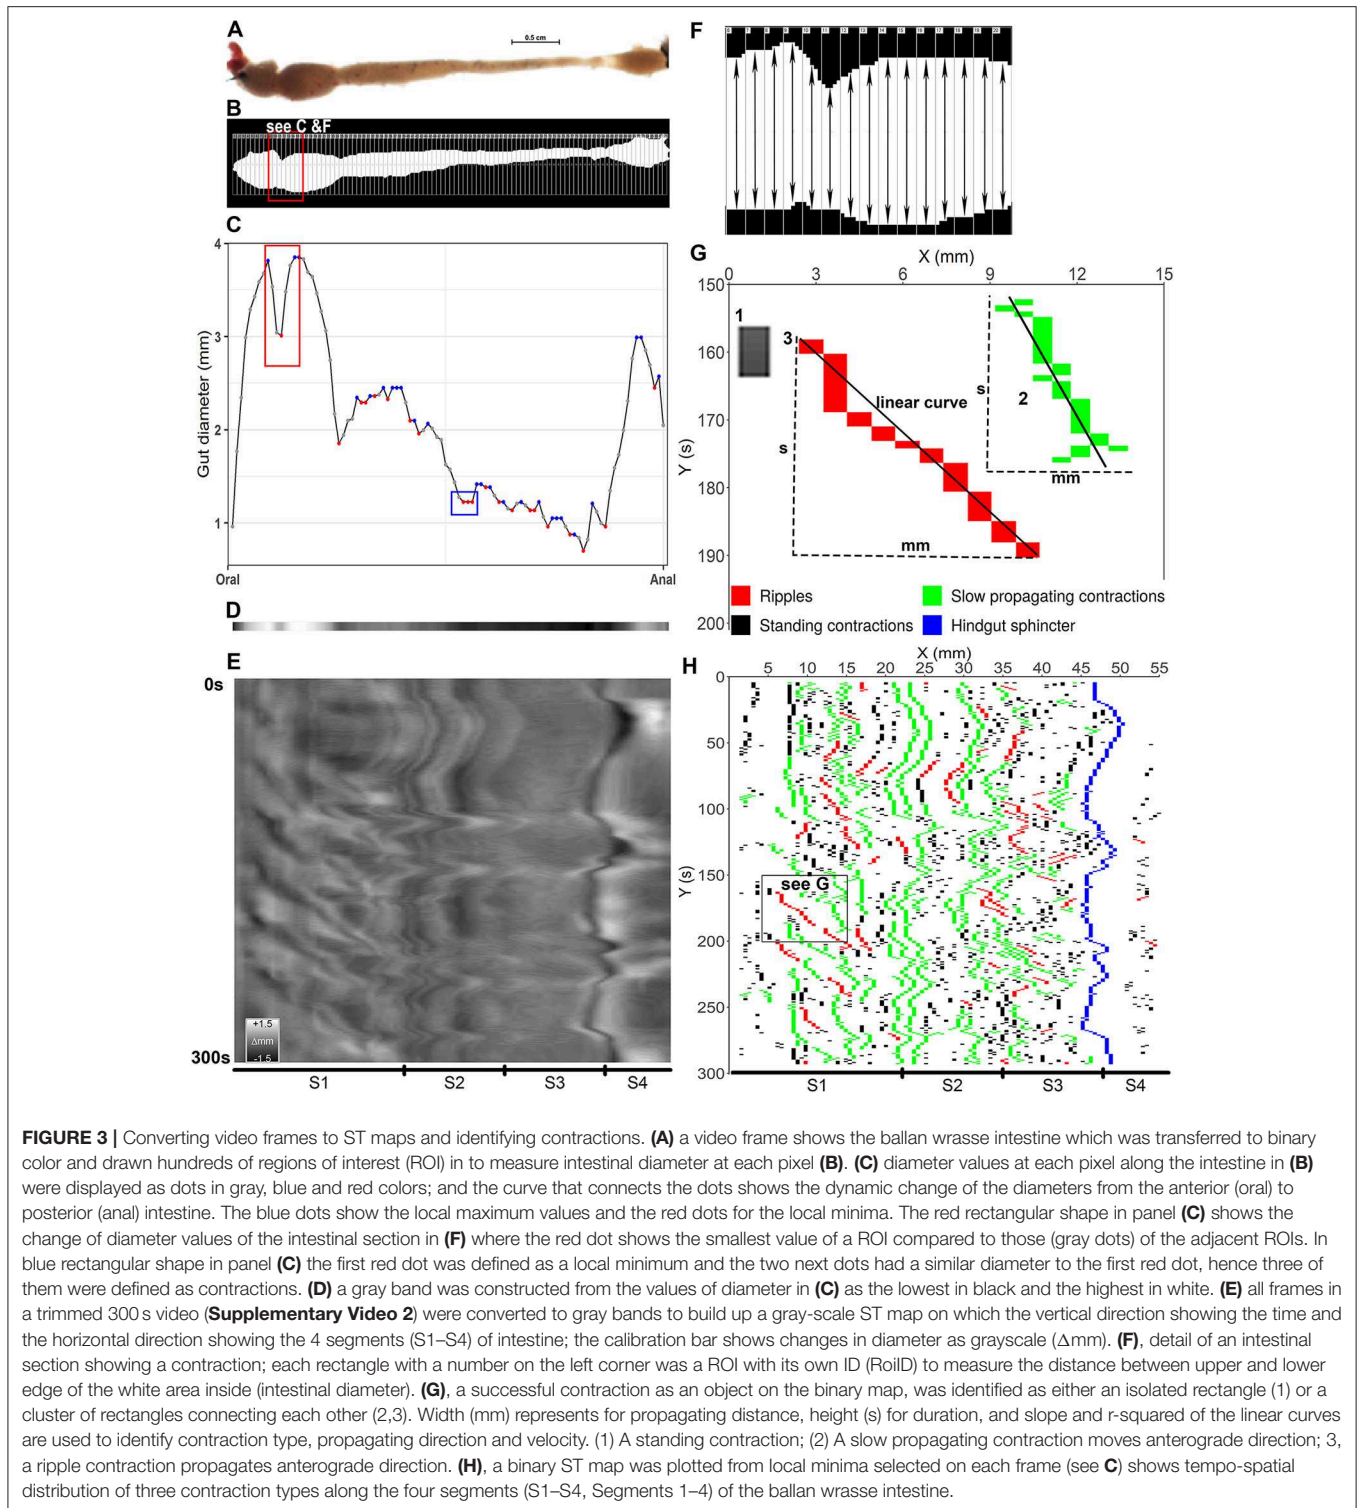 A
0.5 cm
B
see C &F
C
Gut diameter (mm)
4
3
2
1
Oral
Anal
D
E
0s
+1.5
Δmm
-1.5
300s
S1
S2
S3
S4
F
G
X (mm)
0
3
6
9
12
15
150
160
170
180
190
200
Y (s)
1
3
linear curve
s
mm
s
2
mm
Ripples
Slow propagating contractions
Standing contractions
Hindgut sphincter
H
X (mm)
5 10 15 20 25 30 35 40 45 50 55
0
50
100
150
200
250
300
Y (s)
see G
S1
S2
S3
S4
FIGURE 3 | Converting video frames to ST maps and identifying contractions. (A) a video frame shows the ballan wrasse intestine which was transferred to binary
color and drawn hundreds of regions of interest (ROI) in to measure intestinal diameter at each pixel (B). (C) diameter values at each pixel along the intestine in (B)
were displayed as dots in gray, blue and red colors; and the curve that connects the dots shows the dynamic change of the diameters from the anterior (oral) to
posterior (anal) intestine. The blue dots show the local maximum values and the red dots for the local minima. The red rectangular shape in panel (C) shows the
change of diameter values of the intestinal section in (F) where the red dot shows the smallest value of a ROI compared to those (gray dots) of the adjacent ROIs. In
blue rectangular shape in panel (C) the first red dot was defined as a local minimum and the two next dots had a similar diameter to the first red dot, hence three of
them were defined as contractions. (D) a gray band was constructed from the values of diameter in (C) as the lowest in black and the highest in white. (E) all frames in
a trimmed 300 s video (Supplementary Video 2) were converted to gray bands to build up a gray-scale ST map on which the vertical direction showing the time and
the horizontal direction showing the 4 segments (S1–S4) of intestine; the calibration bar shows changes in diameter as grayscale (Δmm). (F), detail of an intestinal
section showing a contraction; each rectangle with a number on the left corner was a ROI with its own ID (RoiID) to measure the distance between upper and lower
edge of the white area inside (intestinal diameter). (G), a successful contraction as an object on the binary map, was identified as either an isolated rectangle (1) or a
cluster of rectangles connecting each other (2,3). Width (mm) represents for propagating distance, height (s) for duration, and slope and r-squared of the linear curves
are used to identify contraction type, propagating direction and velocity. (1) A standing contraction; (2) A slow propagating contraction moves anterograde direction; 3,
a ripple contraction propagates anterograde direction. (H), a binary ST map was plotted from local minima selected on each frame (see C) shows tempo-spatial
distribution of three contraction types along the four segments (S1–S4, Segments 1–4) of the ballan wrasse intestine.